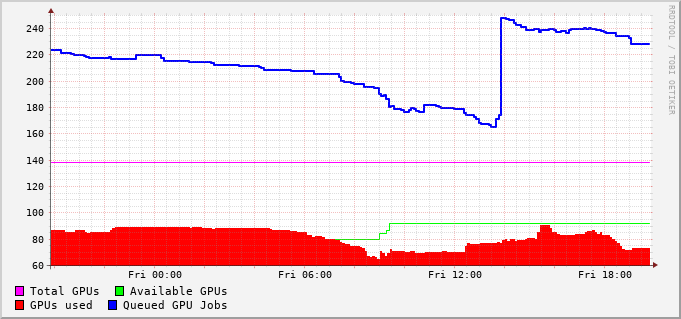 240
220
200
180
160
140
120
100
80
60
Fri 00:00 Fri 06:00 Fri 12:00 Fri 18:00
Total GPUs Available GPUs
GPUs used Queued GPU Jobs
RRDTOOL / TOBI OETIKER